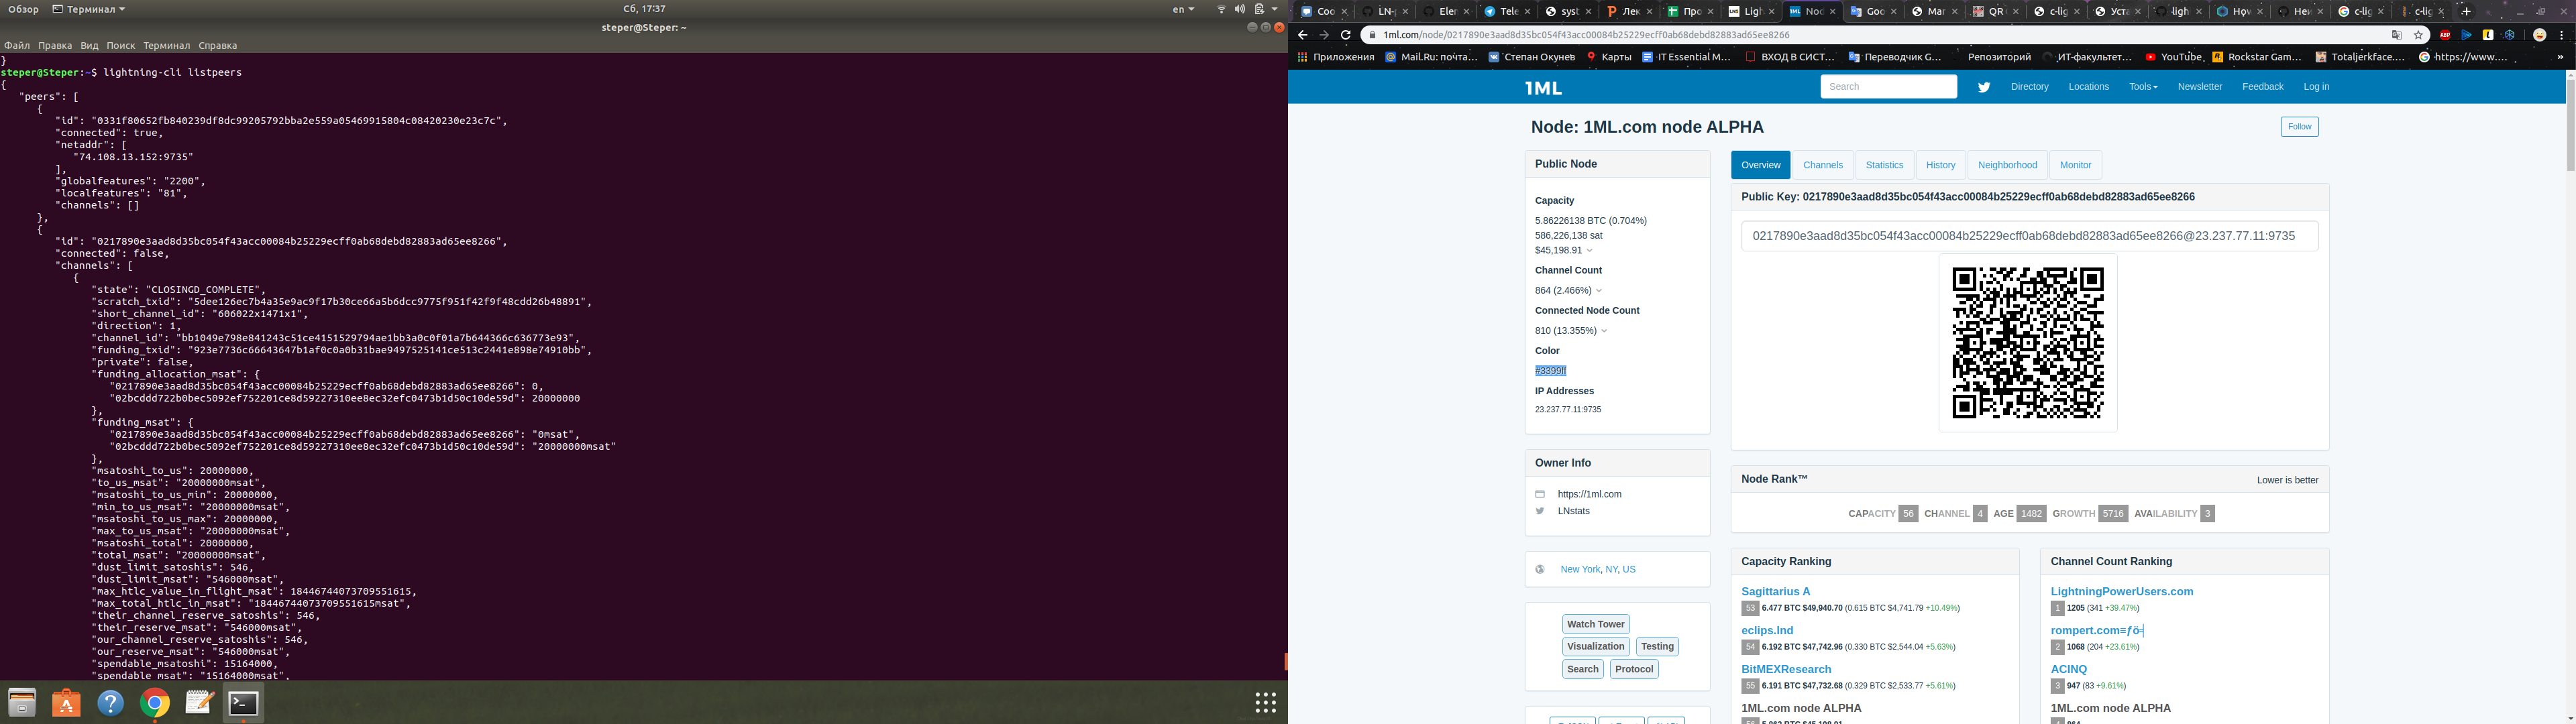 Обзор Терминал Сб, 17:37 en
steper@Steper: ~
Файл Правка Вид Поиск Терминал Справка
}
steper@Steper:~$ lightning-cli listpeers
{
"peers": [
{
"id": "0331f80652fb840239df8dc99205792bba2e559a05469915804c08420230e23c7c",
"connected": true,
"netaddr": [
"74.108.13.152:9735"
],
"globalfeatures": "2200",
"localfeatures": "81",
"channels": []
},
{
"id": "0217890e3aad8d35bc054f43acc00084b25229ecff0ab68debd82883ad65ee8266",
"connected": false,
"channels": [
{
"state": "CLOSINGD_COMPLETE",
"scratch_txid": "5dee126ec7b4a35e9ac9f17b30ce66a5b6dcc9775f951f42f9f48cdd26b48891",
"short_channel_id": "606022x1471x1",
"direction": 1,
"channel_id": "bb1049e798e841243c51ce4151529794ae1bb3a0c0f01a7b644366c636773e93",
"funding_txid": "923e7736c66643647b1af0c0a0b31bae9497525141ce513c2441e898e74910bb",
"private": false,
"funding_allocation_msat": {
"0217890e3aad8d35bc054f43acc00084b25229ecff0ab68debd82883ad65ee8266": 0,
"02bcddd722b0bec5092ef752201ce8d59227310ee8ec32efc0473b1d50c10de59d": 20000000
},
"funding_msat": {
"0217890e3aad8d35bc054f43acc00084b25229ecff0ab68debd82883ad65ee8266": "0msat",
"02bcddd722b0bec5092ef752201ce8d59227310ee8ec32efc0473b1d50c10de59d": "20000000msat"
},
"msatoshi_to_us": 20000000,
"to_us_msat": "20000000msat",
"msatoshi_to_us_min": 20000000,
"min_to_us_msat": "20000000msat",
"msatoshi_to_us_max": 20000000,
"max_to_us_msat": "20000000msat",
"msatoshi_total": 20000000,
"total_msat": "20000000msat",
"dust_limit_satoshis": 546,
"dust_limit_msat": "546000msat",
"max_htlc_value_in_flight_msat": 18446744073709551615,
"max_total_htlc_in_msat": "18446744073709551615msat",
"their_channel_reserve_satoshis": 546,
"their_reserve_msat": "546000msat",
"our_channel_reserve_satoshis": 546,
"our_reserve_msat": "546000msat",
"spendable_msatoshi": 15164000,
"spendable_msat": "15164000msat",
Coo LN-p Eler Tele syst Лек Про Ligh Nod Goo Mar QR c-lig Уста ligh How Нек c-lig c-lig
1ml.com/node/0217890e3aad8d35bc054f43acc00084b25229ecff0ab68debd82883ad65ee8266
Приложения Mail.Ru: почта... Степан Окунев Карты IT Essential M... ВХОД В СИСТ... Переводчик G... Репозиторий ИТ-факультет... YouTube Rockstar Gam... Totaljerkface.... https://www.... »
1ML Search Directory Locations Tools Newsletter Feedback Log in
Node: 1ML.com node ALPHA Follow
Public Node
Capacity
5.86226138 BTC (0.704%)
586,226,138 sat
$45,198.91
Channel Count
864 (2.466%)
Connected Node Count
810 (13.355%)
Color
#3399ff
IP Addresses
23.237.77.11:9735
Owner Info
https://1ml.com
LNstats
New York, NY, US
Watch Tower
Visualization Testing
Search Protocol
Overview Channels Statistics History Neighborhood Monitor
Public Key: 0217890e3aad8d35bc054f43acc00084b25229ecff0ab68debd82883ad65ee8266
0217890e3aad8d35bc054f43acc00084b25229ecff0ab68debd82883ad65ee8266@23.237.77.11:9735
Node Rank™ Lower is better
CAPACITY 56 CHANNEL 4 AGE 1482 GROWTH 5716 AVAILABILITY 3
Capacity Ranking
Sagittarius A
53 6.477 BTC $49,940.70 (0.615 BTC $4,741.79 +10.49%)
eclips.lnd
54 6.192 BTC $47,742.96 (0.330 BTC $2,544.04 +5.63%)
BitMEXResearch
55 6.191 BTC $47,732.68 (0.329 BTC $2,533.77 +5.61%)
1ML.com node ALPHA
Channel Count Ranking
LightningPowerUsers.com
1 1205 (341 +39.47%)
rompert.com≡ƒö╡
2 1068 (204 +23.61%)
ACINQ
3 947 (83 +9.61%)
1ML.com node ALPHA